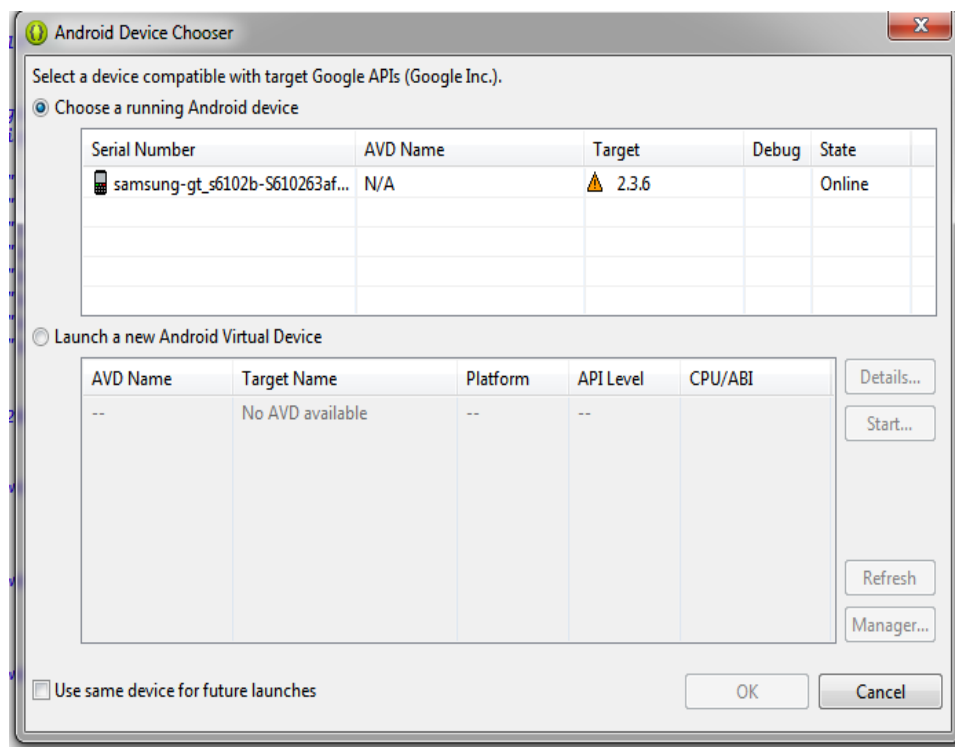 Android Device Chooser
Select a device compatible with target Google APIs (Google Inc.).
Choose a running Android device
Serial Number AVD Name Target Debug State
samsung-gt_s6102b-S610263af... N/A 2.3.6 Online
Launch a new Android Virtual Device
AVD Name Target Name Platform API Level CPU/ABI
-- No AVD available -- --
Details...
Start...
Refresh
Manager...
Use same device for future launches
OK Cancel